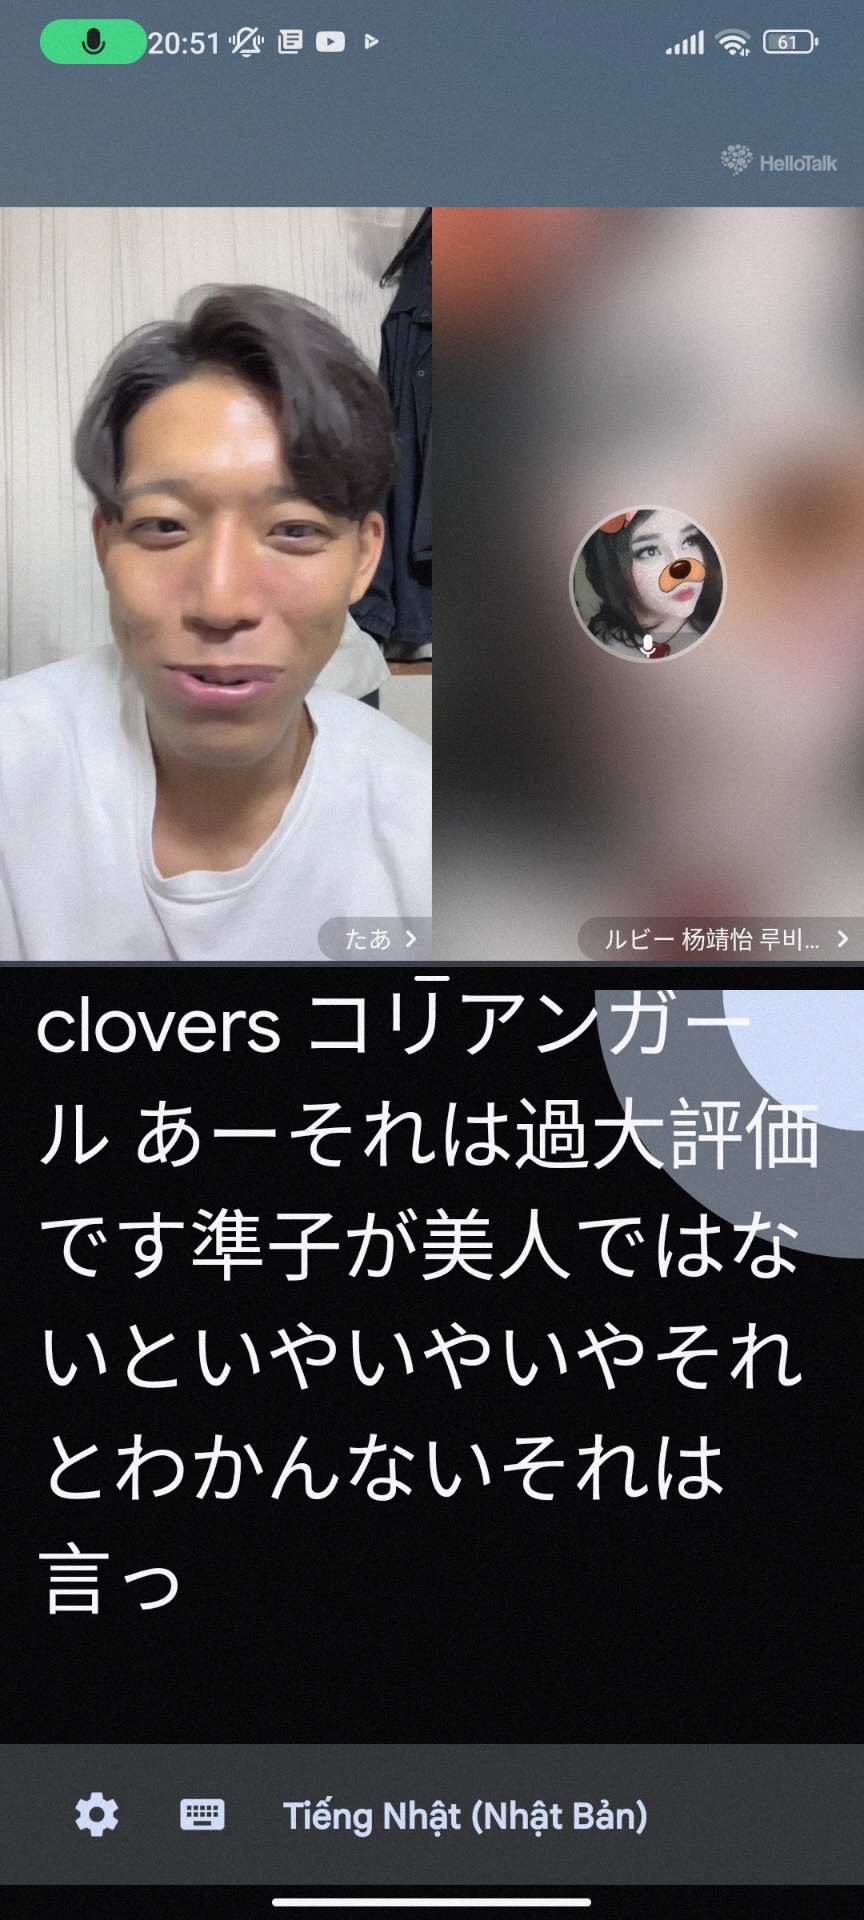 20:51
61
HelloTalk
たあ
ルビー 杨靖怡 루비...
clovers コリアンガー
ル あーそれは過大評価
です準子が美人ではな
いといやいやいやそれ
とわかんないそれは
言っ
Tiếng Nhật (Nhật Bản)